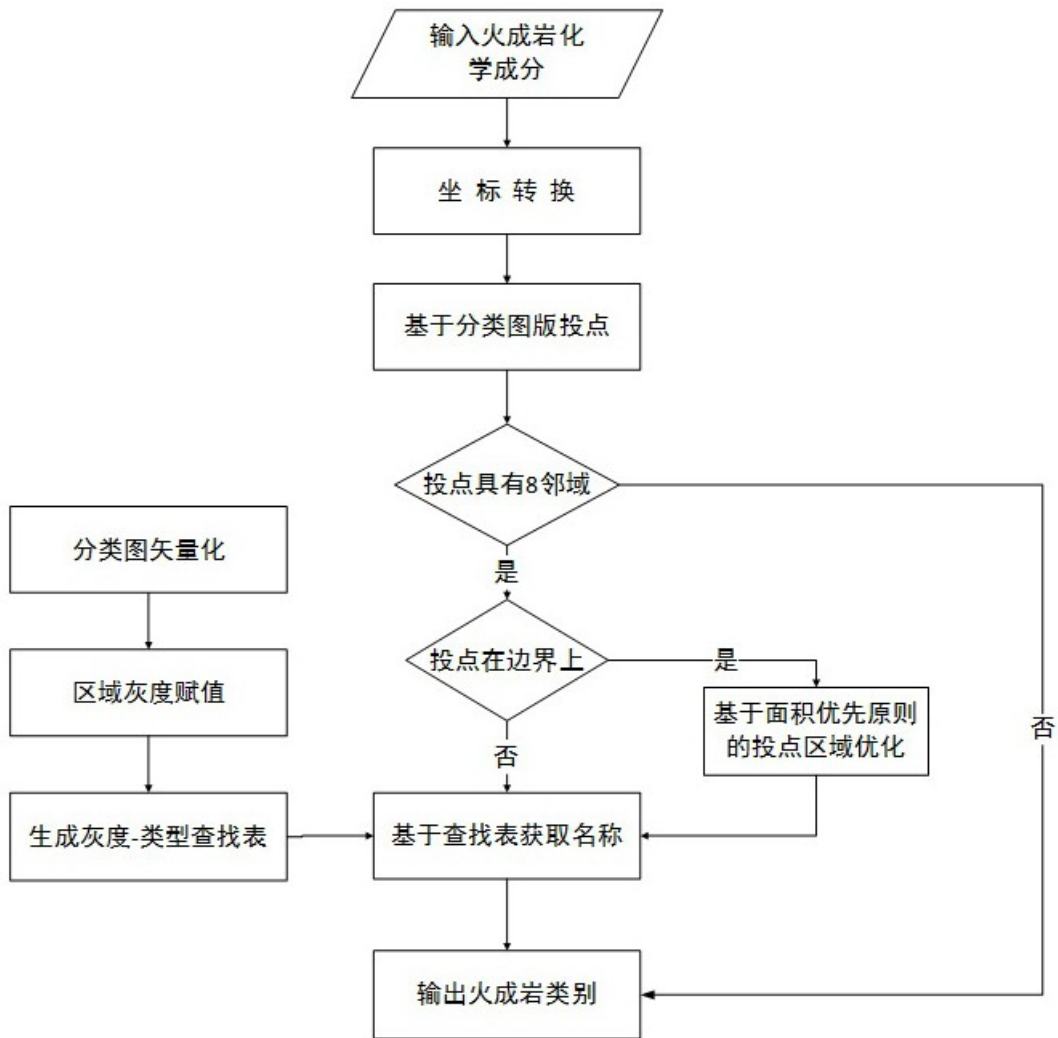 输入火成岩化
学成分
坐 标 转 换
基于分类图版投点
投点具有8邻域
是
投点在边界上
是
基于面积优先原则
的投点区域优化
否
否
分类图矢量化
区域灰度赋值
生成灰度-类型查找表
基于查找表获取名称
输出火成岩类别